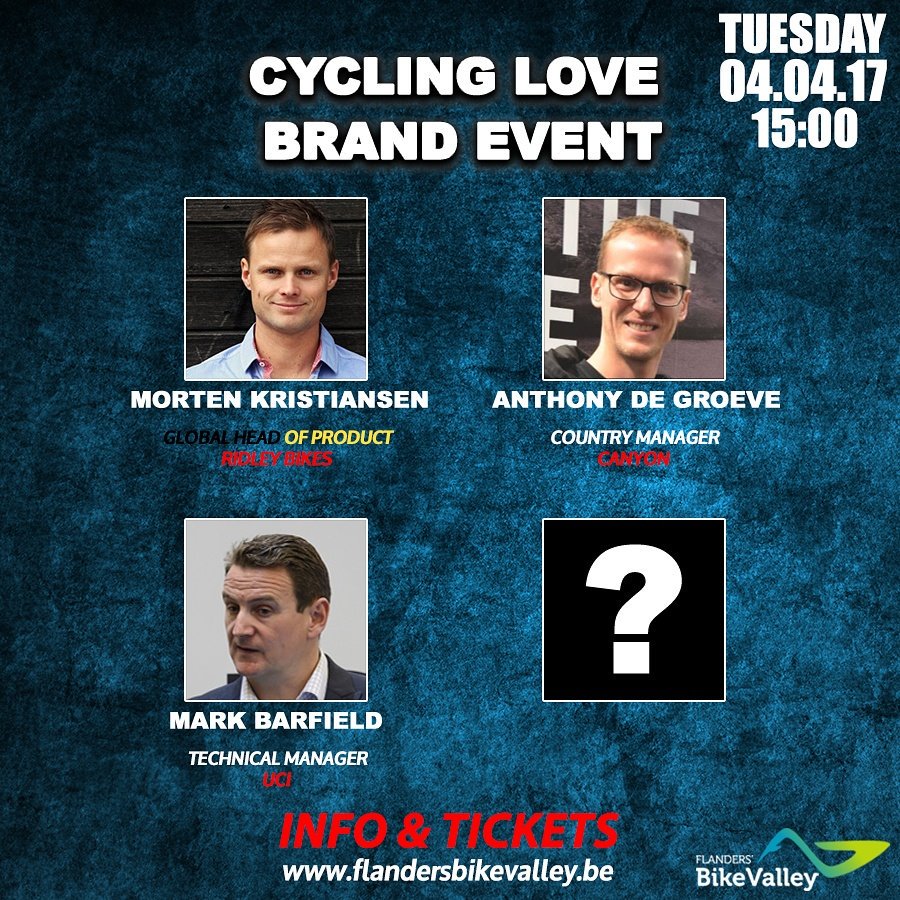 TUESDAY
04.04.17
15:00
CYCLING LOVE
BRAND EVENT
MORTEN KRISTIANSEN
GLOBAL HEAD OF PRODUCT
RIDLEY BIKES
THE
E
ANTHONY DE GROEVE
COUNTRY MANAGER
CANYON
MARK BARFIELD
TECHNICAL MANAGER
UCI
?
INFO & TICKETS
www.flandersbikevalley.be
FLANDERS'
BikeValley